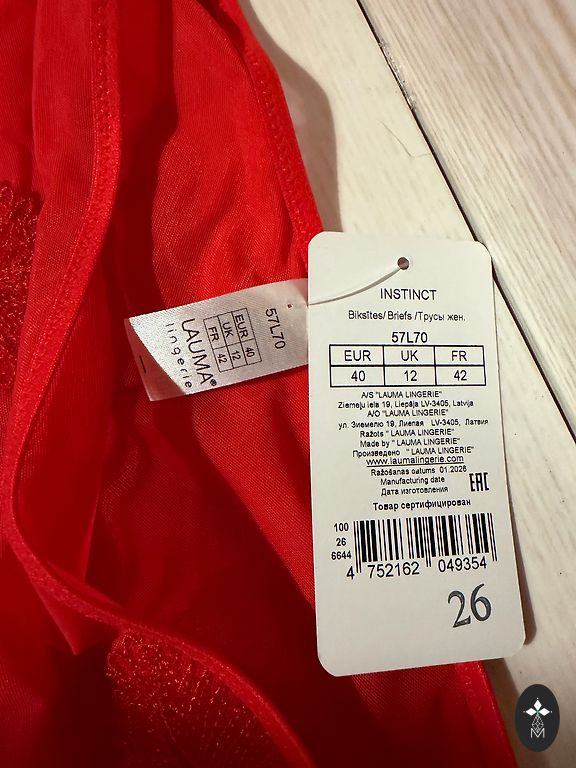 INSTINCT
Biksītes/ Briefs /Трусы жен.
57L70
EUR UK FR
40 12 42
A/S "LAUMA LINGERIE"
Ziemeļu iela 19, Liepāja LV-3405, Latvija
A/O "LAUMA LINGERIE"
ул. Зиемелю 19, Лиепая LV-3405, Латвия
Ražots " LAUMA LINGERIE"
Made by " LAUMA LINGERIE"
Произведено " LAUMA LINGERIE"
www.laumalingerie.com
Ražošanas datums 01.2026
Manufacturing date
Дата изготовления
EAC
Товар сертифицирован
100
26
6644
4 752162 049354
26
LAUMA®
lingerie
EUR 40
UK 12
FR 42
57L70
M